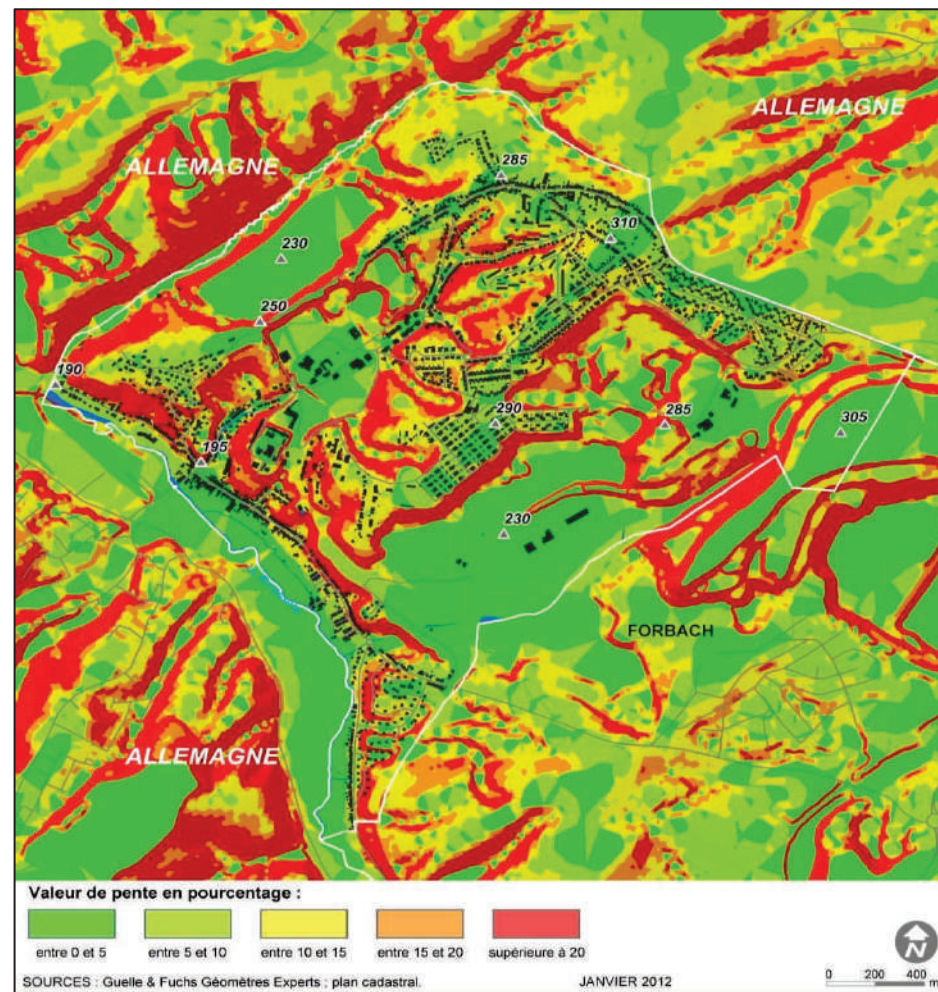 ALLEMAGNE
ALLEMAGNE
285
310
230
250
190
290
285
305
195
230
FORBACH
ALLEMAGNE
Valeur de pente en pourcentage :
entre 0 et 5
entre 5 et 10
entre 10 et 15
entre 15 et 20
supérieure à 20
N
SOURCES : Guelle & Fuchs Géomètres Experts ; plan cadastral.
JANVIER 2012
0 200 400
m